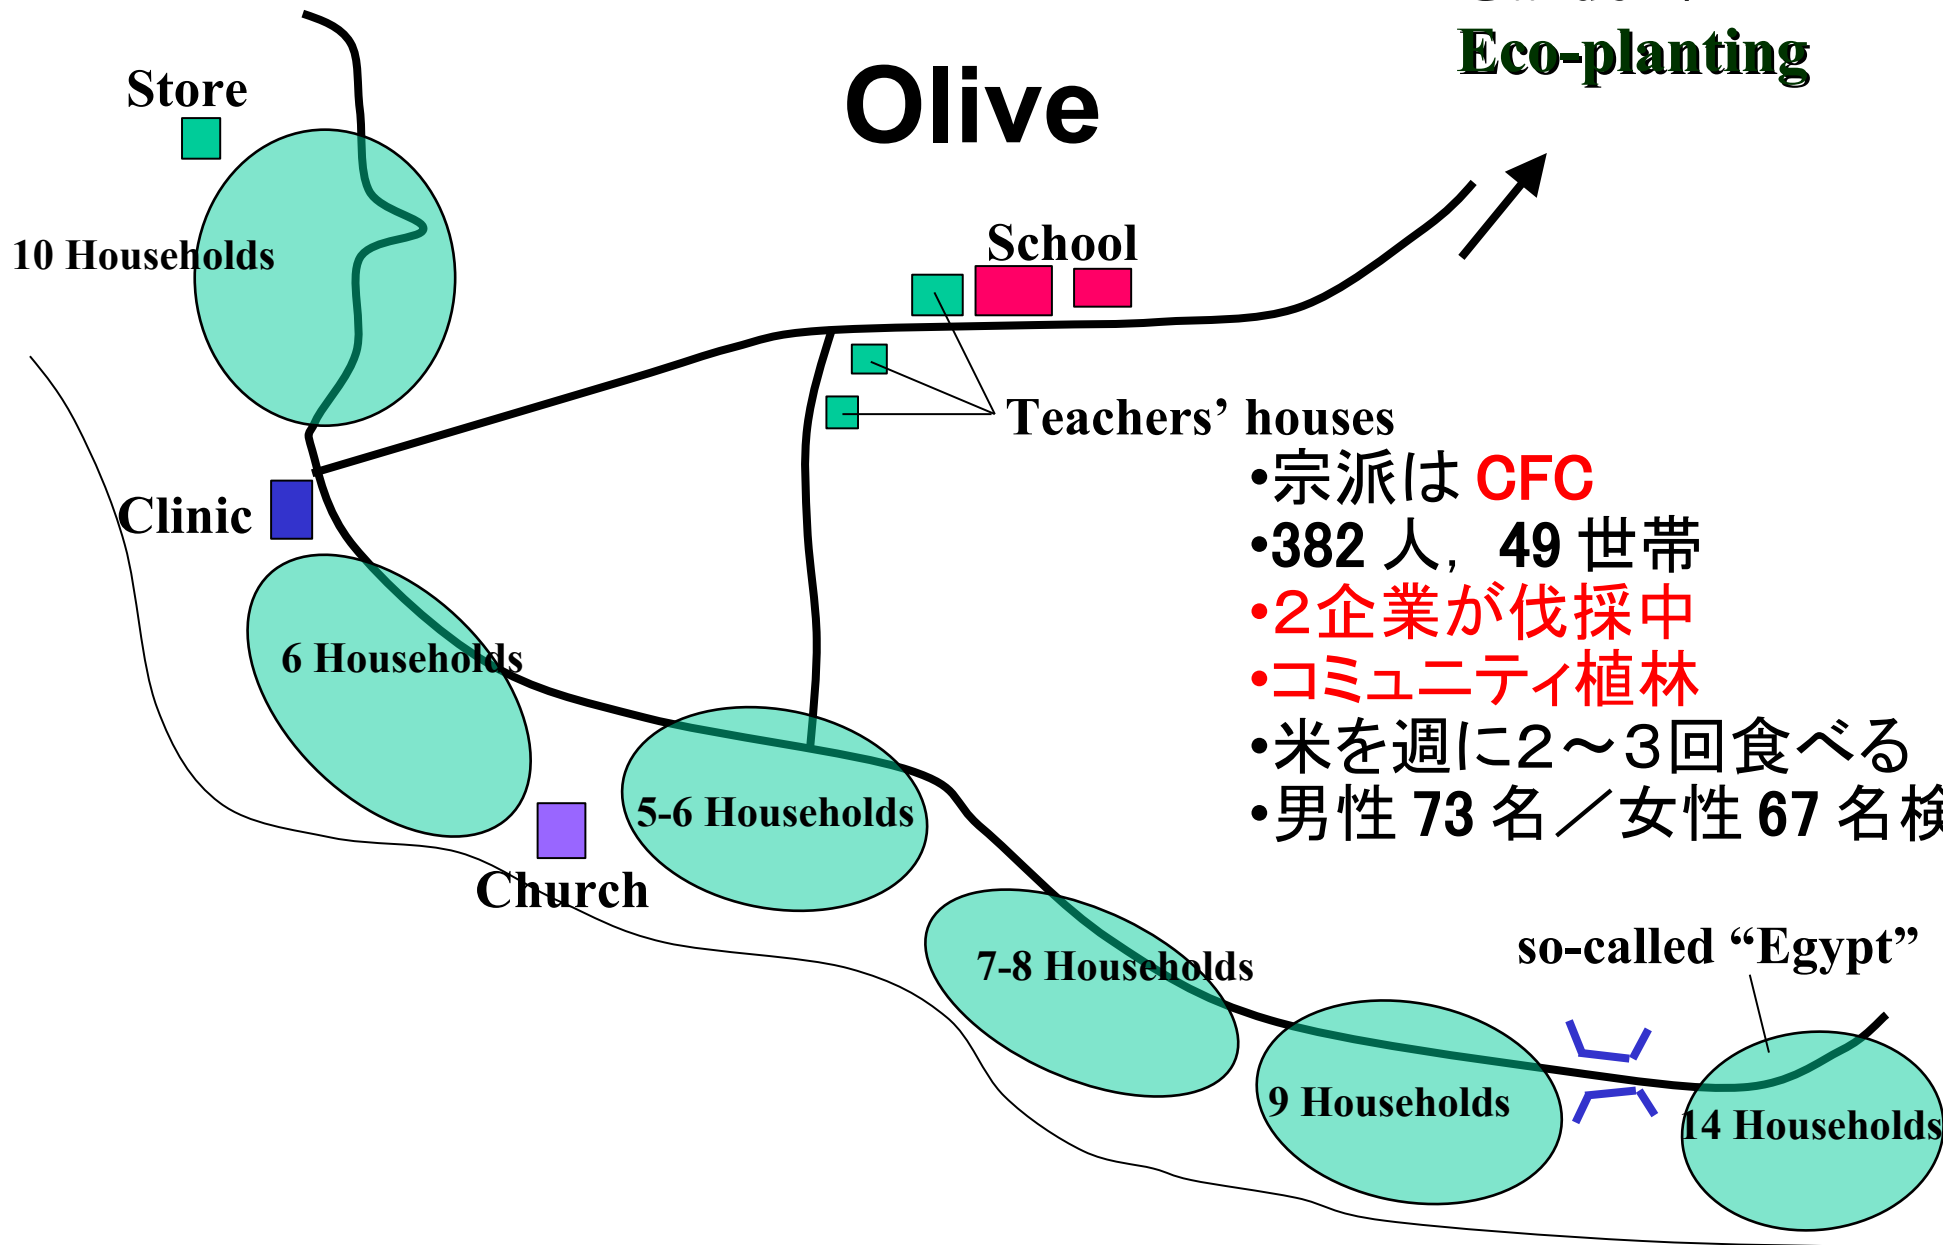 Eco-planting
Olive
Store
10 Households
School
Teachers’ houses
Clinic
•宗派は CFC
•382 人，49 世帯
•２企業が伐採中
•コミュニティ植林
•米を週に２～３回食べる
•男性 73 名／女性 67 名検
6 Households
5-6 Households
Church
7-8 Households
so-called “Egypt”
9 Households
14 Households